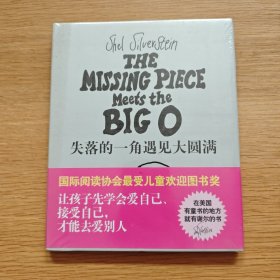 Shel Silverstein
THE
MISSING PIECE
Meets the
BIG O
失落的一角遇见大圆满
国际阅读协会最受儿童欢迎图书奖
让孩子先学会爱自己、
接受自己，
才能去爱别人
在美国
有童书的地方
就有谢尔的书